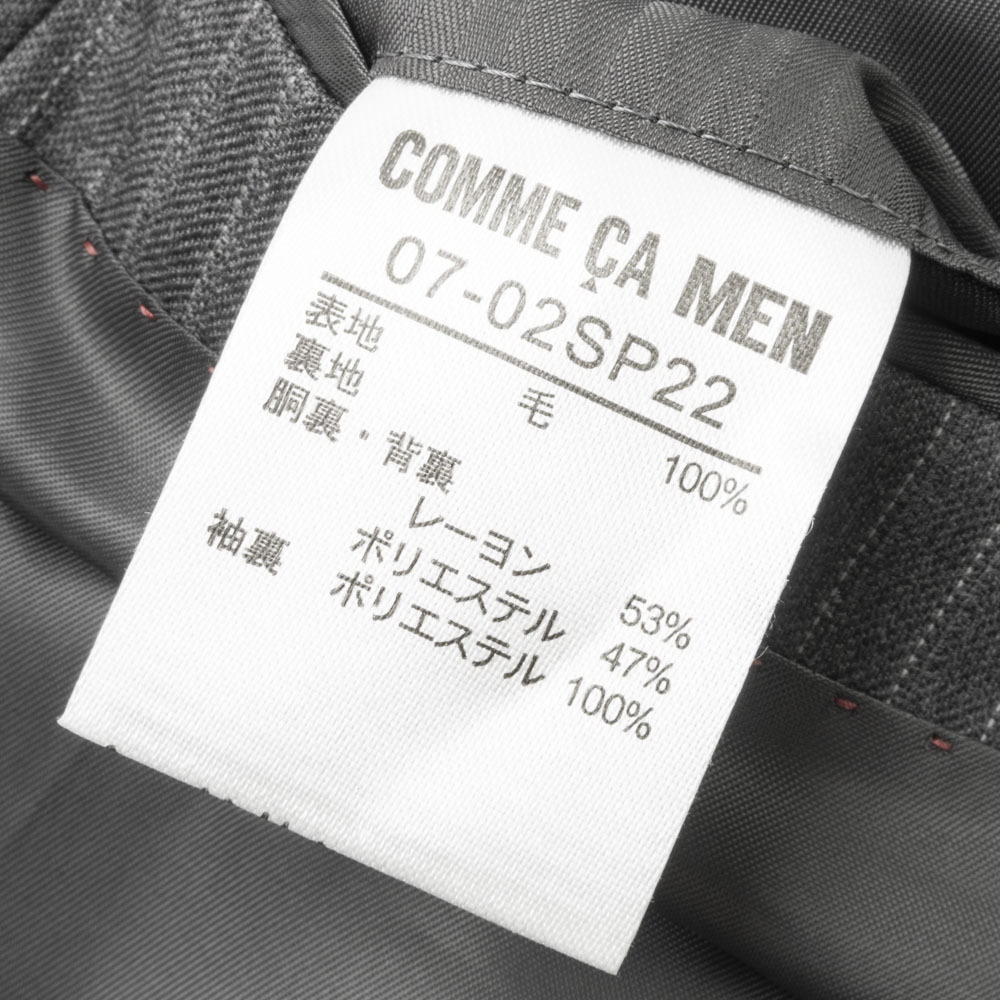 COMME ÇA MEN
07-02SP22
表地 毛 100%
裏地
胴裏・背裏
レーヨン 53%
ポリエステル 47%
袖裏 ポリエステル 100%